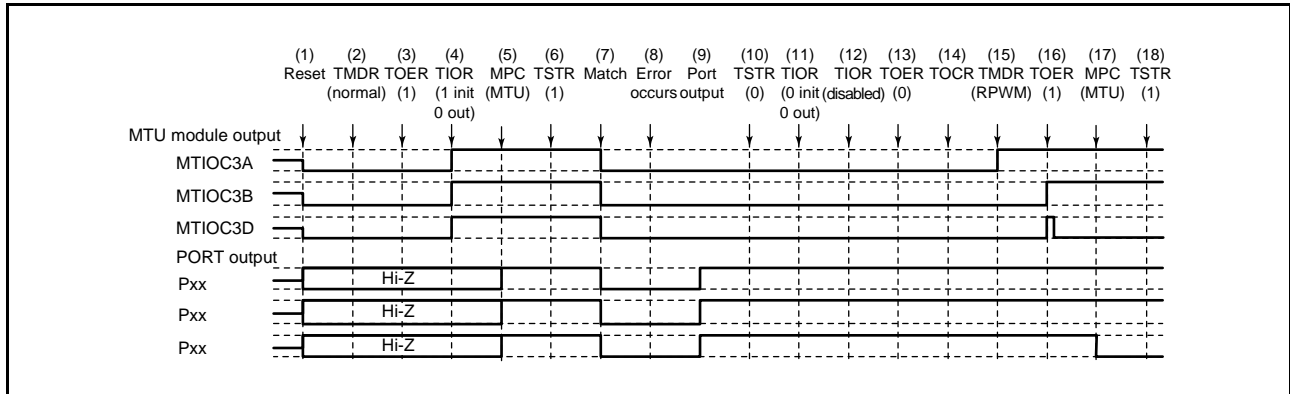 (1) (2) (3) (4) (5) (6) (7) (8) (9) (10) (11) (12) (13) (14) (15) (16) (17) (18)
Reset TMDR TOER TIOR MPC TSTR Match Error Port TSTR TIOR TIOR TOER TOCR TMDR TOER MPC TSTR
(normal) (1) (1 init (MTU) (1) occurs output (0) (0 init (disabled) (0) (RPWM) (1) (MTU) (1)
0 out) 0 out)
MTU module output
MTIOC3A
MTIOC3B
MTIOC3D
PORT output
Pxx Hi-Z
Pxx Hi-Z
Pxx Hi-Z